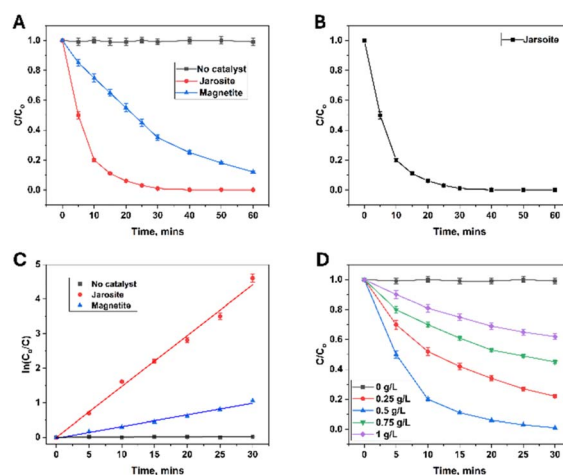 A
1.0
0.8
0.6
0.4
0.2
0.0
C/C₀
No catalyst
Jarosite
Magnetite
0 10 20 30 40 50 60
Time, mins
B
1.0
0.8
0.6
0.4
0.2
0.0
C/C₀
Jarsoite
0 10 20 30 40 50 60
Time, mins
C
5
4
3
2
1
0
ln(C₀/C)
No catalyst
Jarosite
Magnetite
0 5 10 15 20 25 30
Time, mins
D
1.0
0.8
0.6
0.4
0.2
0.0
C/C₀
0 g/L
0.25 g/L
0.5 g/L
0.75 g/L
1 g/L
0 5 10 15 20 25 30
Time, mins